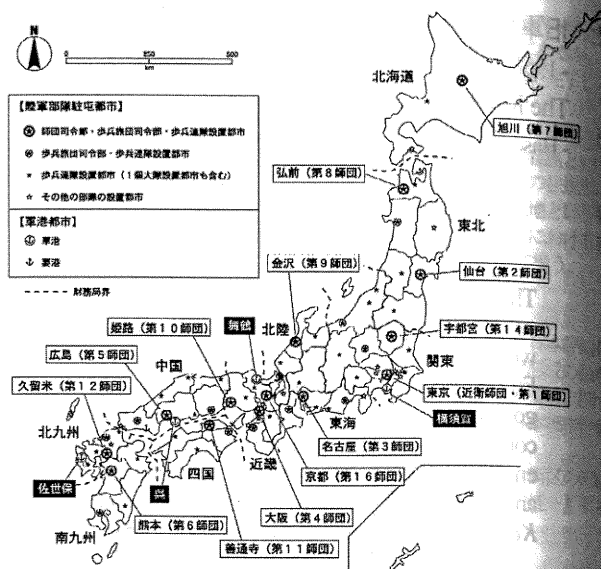 N
0 250 500
km
【陸軍部隊駐屯都市】
師団司令部・歩兵旅団司令部・歩兵連隊設置都市
歩兵旅団司令部・歩兵連隊設置都市
歩兵連隊設置都市（１個大隊設置都市も含む）
その他の部隊の設置都市
【軍港都市】
軍港
要港
財務局界
北海道
旭川（第７師団）
弘前（第８師団）
東北
金沢（第９師団）
仙台（第２師団）
姫路（第１０師団）
舞鶴
北陸
宇都宮（第１４師団）
広島（第５師団）
中国
関東
久留米（第１２師団）
東京（近衛師団・第１師団）
北九州
東海
横須賀
名古屋（第３師団）
近畿
四国
京都（第１６師団）
佐世保
呉
大阪（第４師団）
熊本（第６師団）
南九州
善通寺（第１１師団）